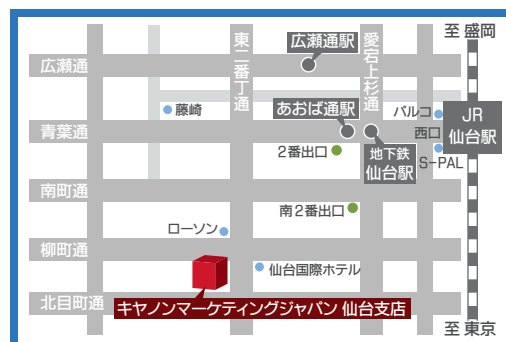 至 盛岡
広瀬通駅
東二番丁通
愛宕上杉通
広瀬通
藤崎
あおば通駅
パルコ
JR
仙台駅
西口
青葉通
2番出口
地下鉄
仙台駅
S-PAL
南町通
南2番出口
ローソン
柳町通
仙台国際ホテル
北目町通
キヤノンマーケティングジャパン 仙台支店
至 東京